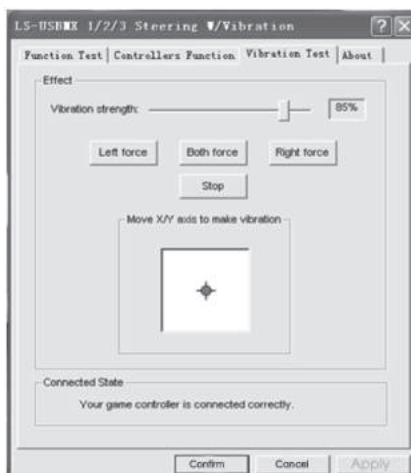 LS-USBMX 1/2/3 Steering W/Vibration
Function Test Controllers Function Vibration Test About
Effect
Vibration strength: 85%
Left force Both force Right force
Stop
Move X/Y axis to make vibration
Connected State
Your game controller is connected correctly.
Confirm Cancel Apply